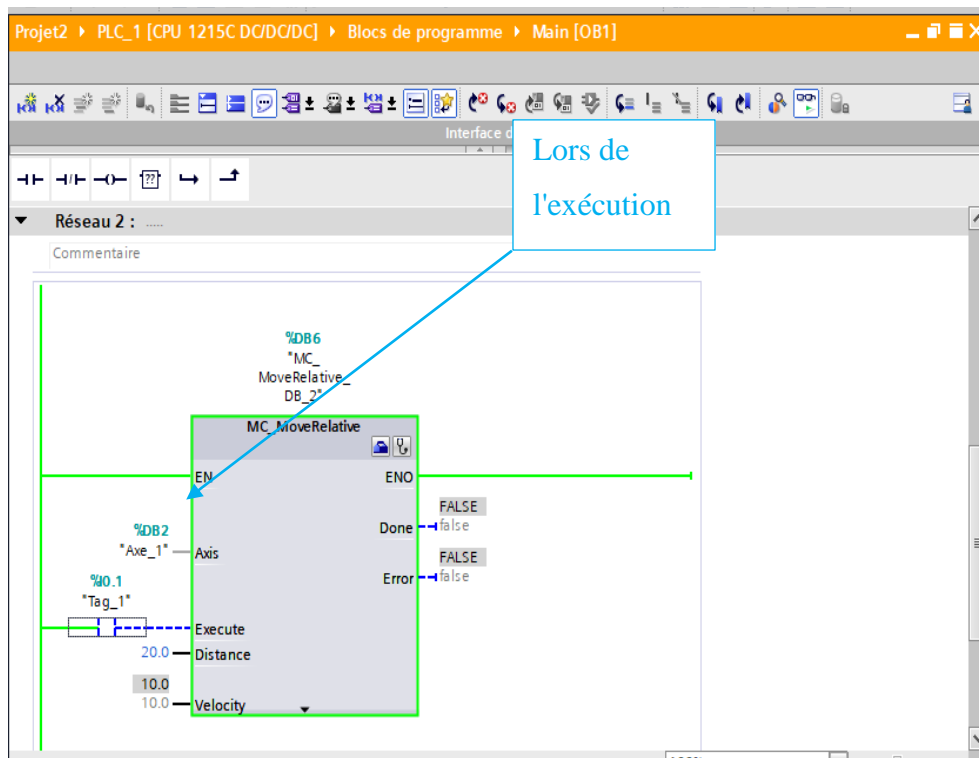 Projet2 ▸ PLC_1 [CPU 1215C DC/DC/DC] ▸ Blocs de programme ▸ Main [OB1]
Interface d
Lors de
l'exécution
Réseau 2 : .....
Commentaire
%DB6
"MC_
MoveRelative_
DB_2"
MC_MoveRelative
EN
ENO
FALSE
Done
false
%DB2
"Axe_1"
Axis
FALSE
Error
false
%I0.1
"Tag_1"
Execute
20.0
Distance
10.0
10.0
Velocity